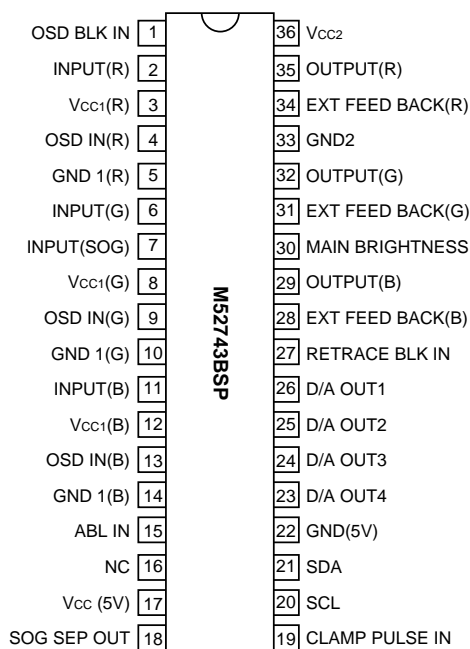 OSD BLK IN 1 36 Vcc2
INPUT(R) 2 35 OUTPUT(R)
Vcc1(R) 3 34 EXT FEED BACK(R)
OSD IN(R) 4 33 GND2
GND 1(R) 5 32 OUTPUT(G)
INPUT(G) 6 31 EXT FEED BACK(G)
INPUT(SOG) 7 30 MAIN BRIGHTNESS
Vcc1(G) 8 29 OUTPUT(B)
OSD IN(G) 9 28 EXT FEED BACK(B)
GND 1(G) 10 27 RETRACE BLK IN
INPUT(B) 11 26 D/A OUT1
Vcc1(B) 12 25 D/A OUT2
OSD IN(B) 13 24 D/A OUT3
GND 1(B) 14 23 D/A OUT4
ABL IN 15 22 GND(5V)
NC 16 21 SDA
Vcc (5V) 17 20 SCL
SOG SEP OUT 18 19 CLAMP PULSE IN
M52743BSP